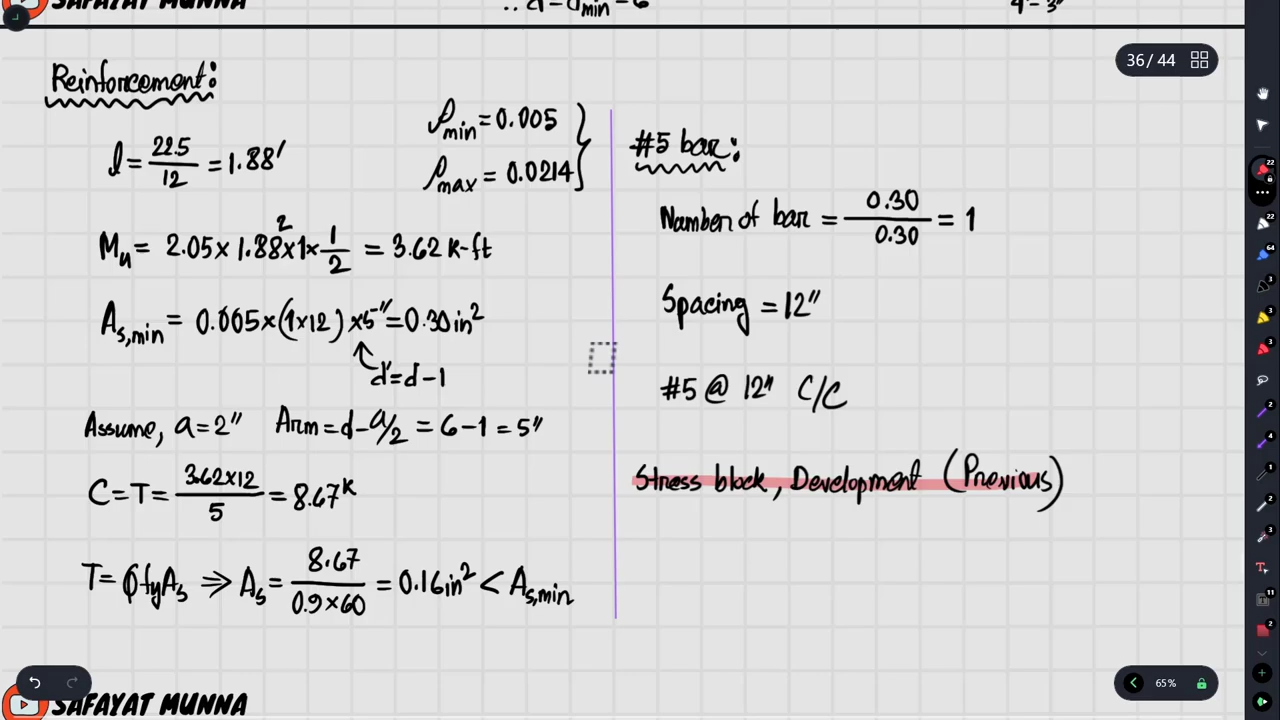 SAFAYAT MUNNA
∴ d = dmin = 6"
36 / 44
Reinforcement:
l = 22.5/12 = 1.88'
ρmin = 0.005
ρmax = 0.0214
Mu = 2.05 × 1.88² × 1 × 1/2 = 3.62 k-ft
As,min = 0.005 × (1×12) × 5" = 0.30 in²
d' = d - 1
Assume, a = 2" Arm = d - a/2 = 6 - 1 = 5"
C = T = 3.62×12/5 = 8.67k
T = ϕfyAs ⇒ As = 8.67/0.9×60 = 0.16 in² < As,min
#5 bar:
Number of bar = 0.30/0.30 = 1
Spacing = 12"
#5 @ 12" C/C
Stress block, Development (Previous)
SAFAYAT MUNNA
65%